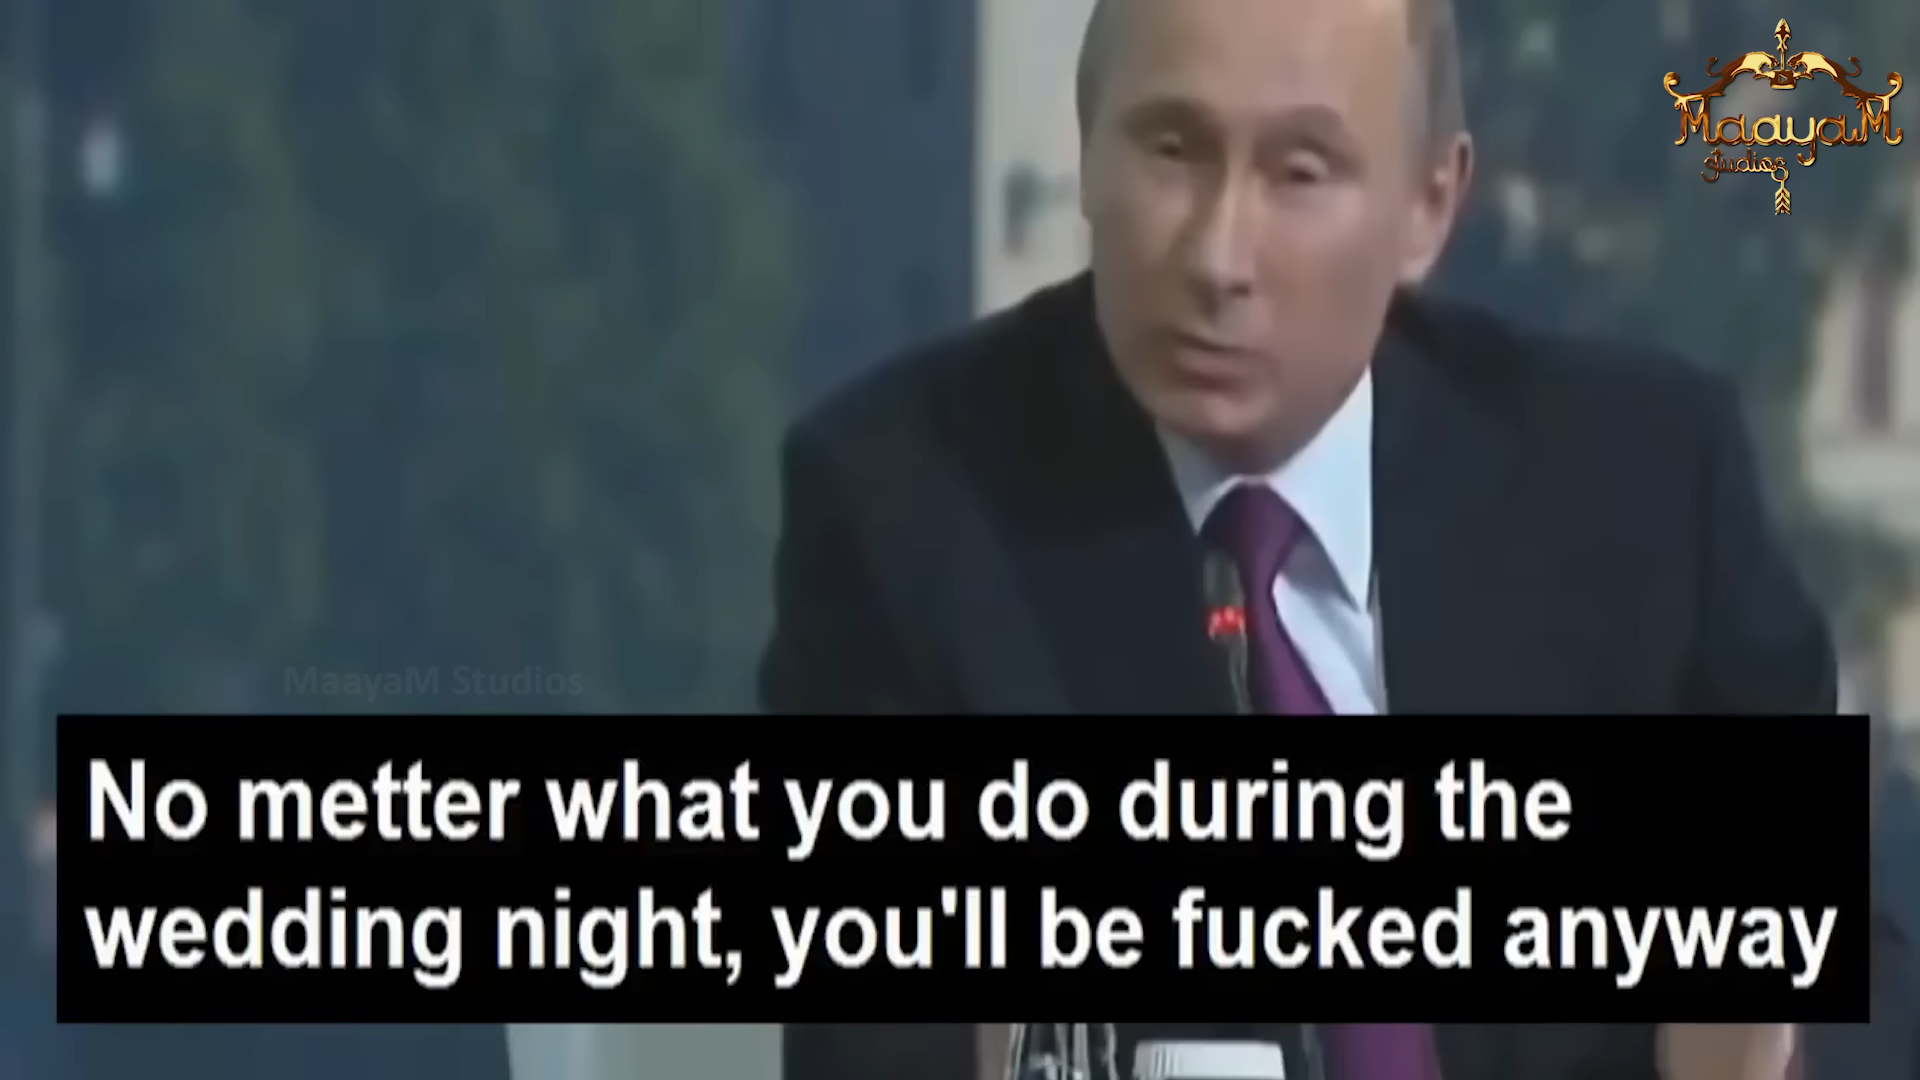 MaayaM
studios
MaayaM Studios
No metter what you do during the
wedding night, you'll be fucked anyway